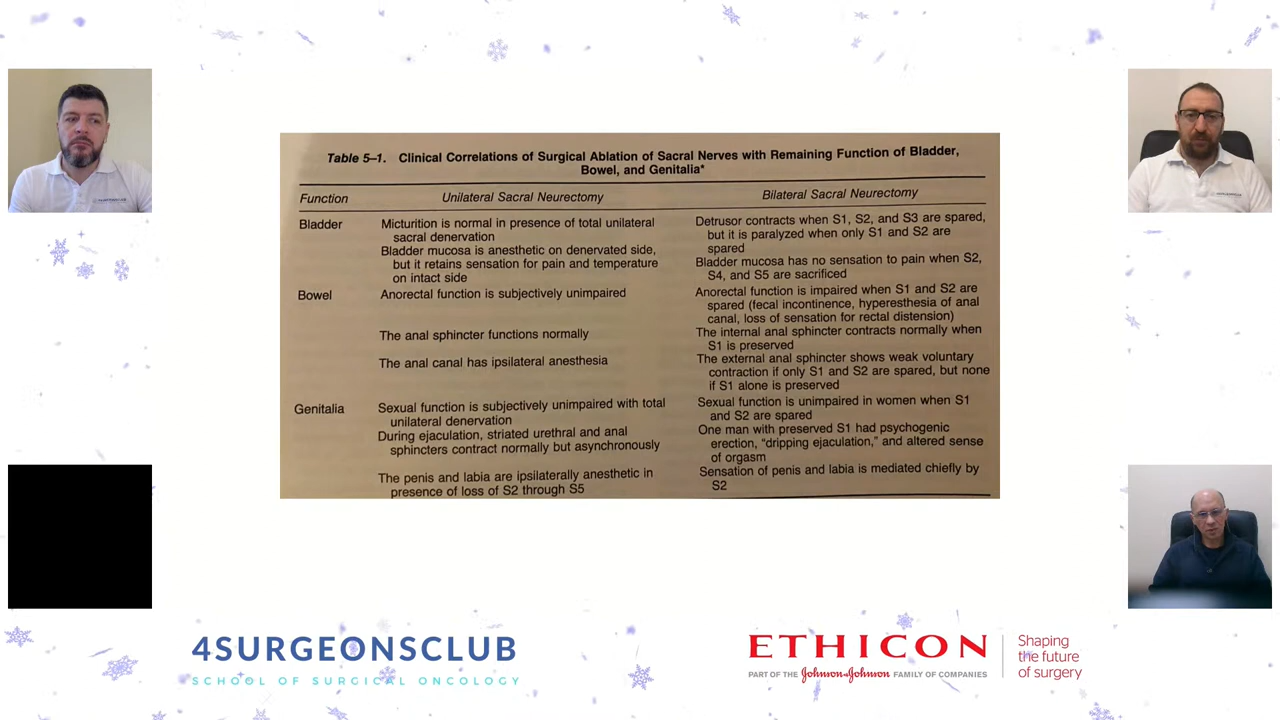 Table 5–1. Clinical Correlations of Surgical Ablation of Sacral Nerves with Remaining Function of Bladder,
Bowel, and Genitalia*
Function
Unilateral Sacral Neurectomy
Bilateral Sacral Neurectomy
Bladder
Micturition is normal in presence of total unilateral
sacral denervation
Bladder mucosa is anesthetic on denervated side,
but it retains sensation for pain and temperature
on intact side
Detrusor contracts when S1, S2, and S3 are spared,
but it is paralyzed when only S1 and S2 are
spared
Bladder mucosa has no sensation to pain when S2,
S4, and S5 are sacrificed
Bowel
Anorectal function is subjectively unimpaired
The anal sphincter functions normally
The anal canal has ipsilateral anesthesia
Anorectal function is impaired when S1 and S2 are
spared (fecal incontinence, hyperesthesia of anal
canal, loss of sensation for rectal distension)
The internal anal sphincter contracts normally when
S1 is preserved
The external anal sphincter shows weak voluntary
contraction if only S1 and S2 are spared, but none
if S1 alone is preserved
Genitalia
Sexual function is subjectively unimpaired with total
unilateral denervation
During ejaculation, striated urethral and anal
sphincters contract normally but asynchronously
The penis and labia are ipsilaterally anesthetic in
presence of loss of S2 through S5
Sexual function is unimpaired in women when S1
and S2 are spared
One man with preserved S1 had psychogenic
erection, “dripping ejaculation,” and altered sense
of orgasm
Sensation of penis and labia is mediated chiefly by
S2
4SURGEONSCLUB
SCHOOL OF SURGICAL ONCOLOGY
ETHICON
PART OF THE Johnson & Johnson FAMILY OF COMPANIES
Shaping
the future
of surgery